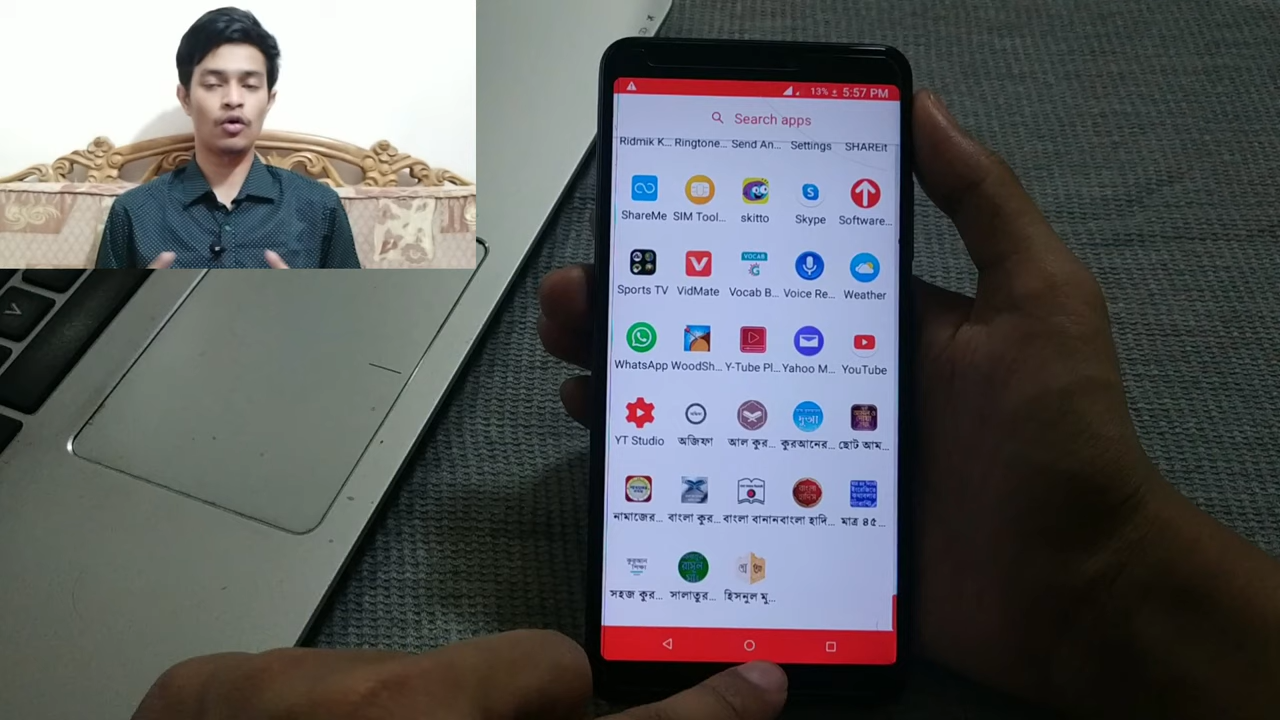 13% 5:57 PM
Search apps
Ridmik K... Ringtone... Send An... Settings SHAREit
ShareMe SIM Tool... skitto Skype Software...
VOCAB
Sports TV VidMate Vocab B... Voice Re... Weather
WhatsApp WoodSh... Y-Tube Pl... Yahoo M... YouTube
YT Studio অজিফা আল কুর... কুরআনের... ছোট আম...
নামাজের... বাংলা কুর... বাংলা বানান বাংলা হাদি... মাত্র ৪৫...
সহজ কুর... সালাতুর... হিসনুল মু...